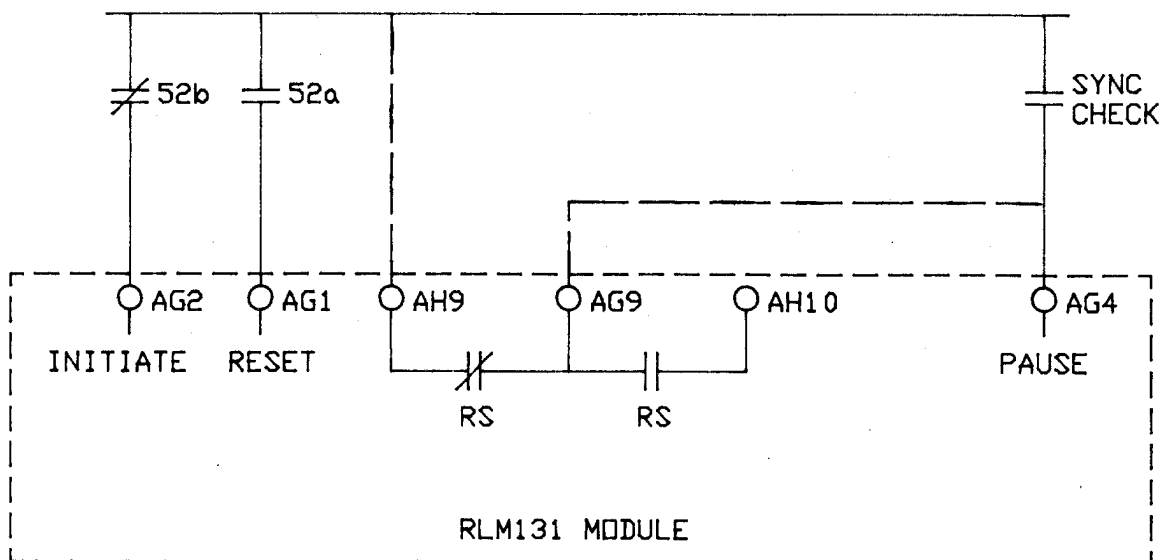 52b
52a
SYNC
CHECK
AG2
AG1
AH9
AG9
AH10
AG4
INITIATE
RESET
PAUSE
RS
RS
RLM131 MODULE